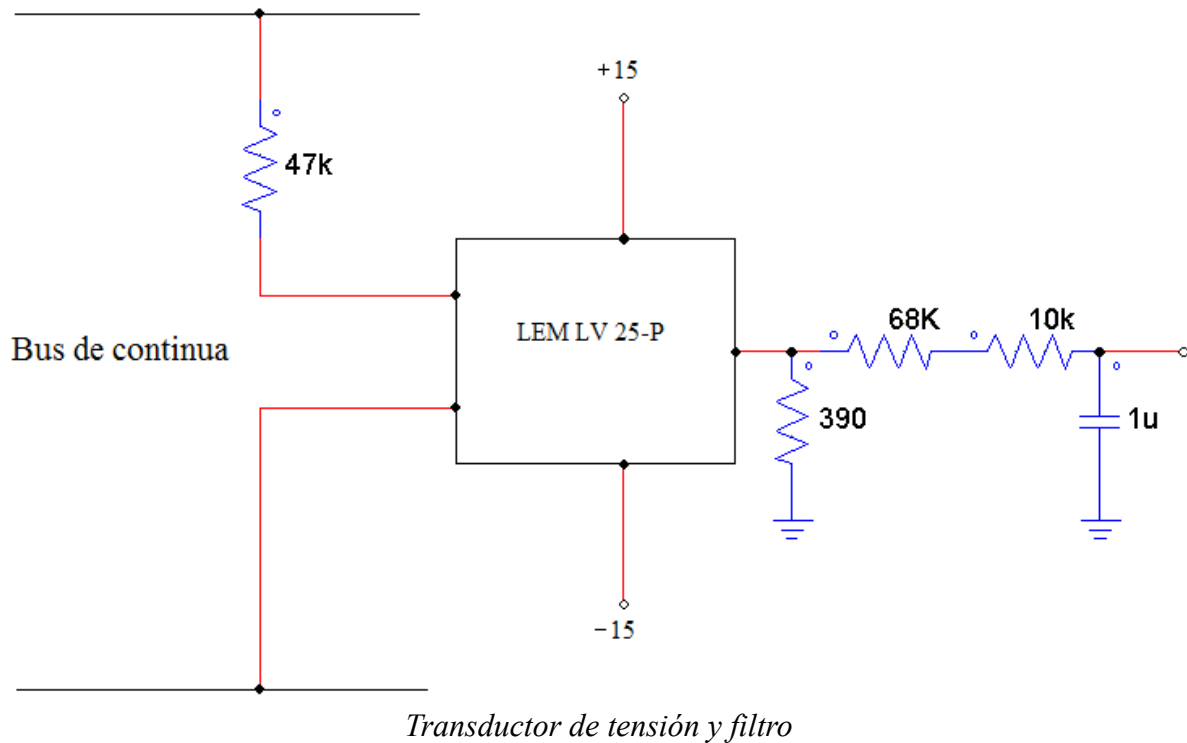 +15
47k
LEM LV 25-P
68K
10k
Bus de continua
390
1u
−15
Transductor de tensión y filtro